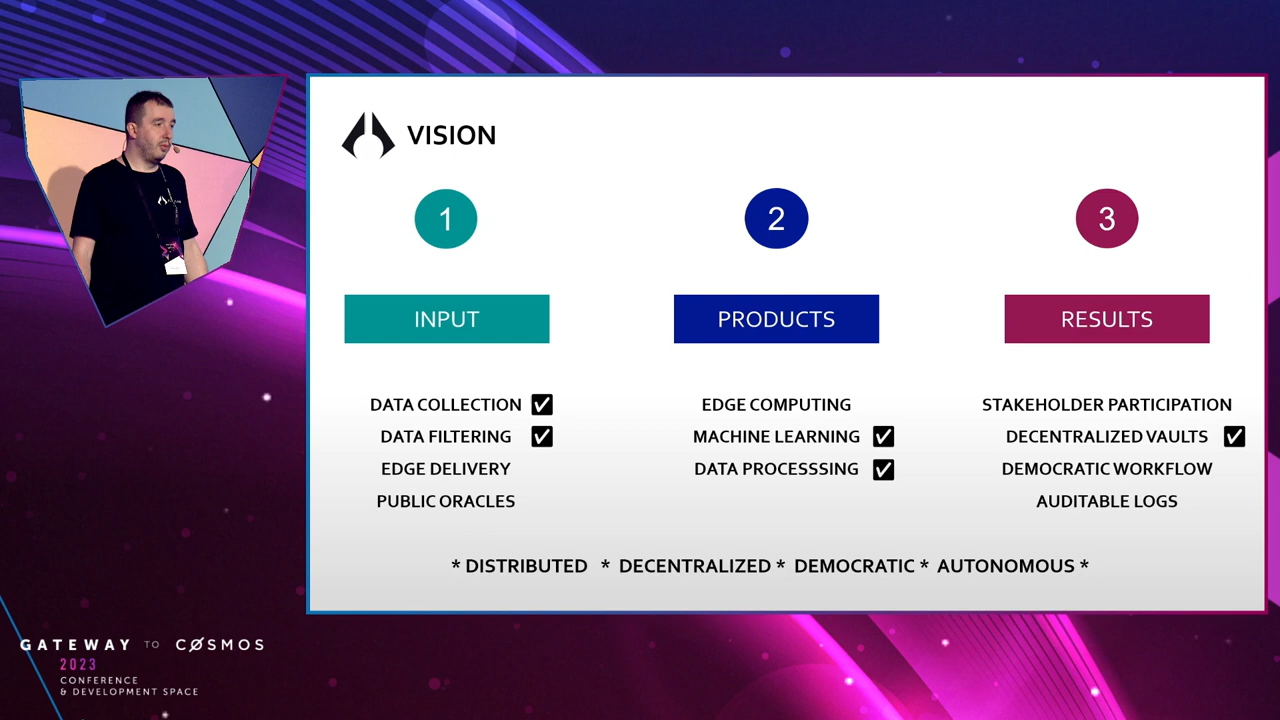 VISION
1
2
3
INPUT
PRODUCTS
RESULTS
DATA COLLECTION ✅
DATA FILTERING ✅
EDGE DELIVERY
PUBLIC ORACLES
EDGE COMPUTING
MACHINE LEARNING ✅
DATA PROCESSSING ✅
STAKEHOLDER PARTICIPATION
DECENTRALIZED VAULTS ✅
DEMOCRATIC WORKFLOW
AUDITABLE LOGS
* DISTRIBUTED * DECENTRALIZED * DEMOCRATIC * AUTONOMOUS *
GATEWAY TO CØSMOS
2023
CONFERENCE
& DEVELOPMENT SPACE